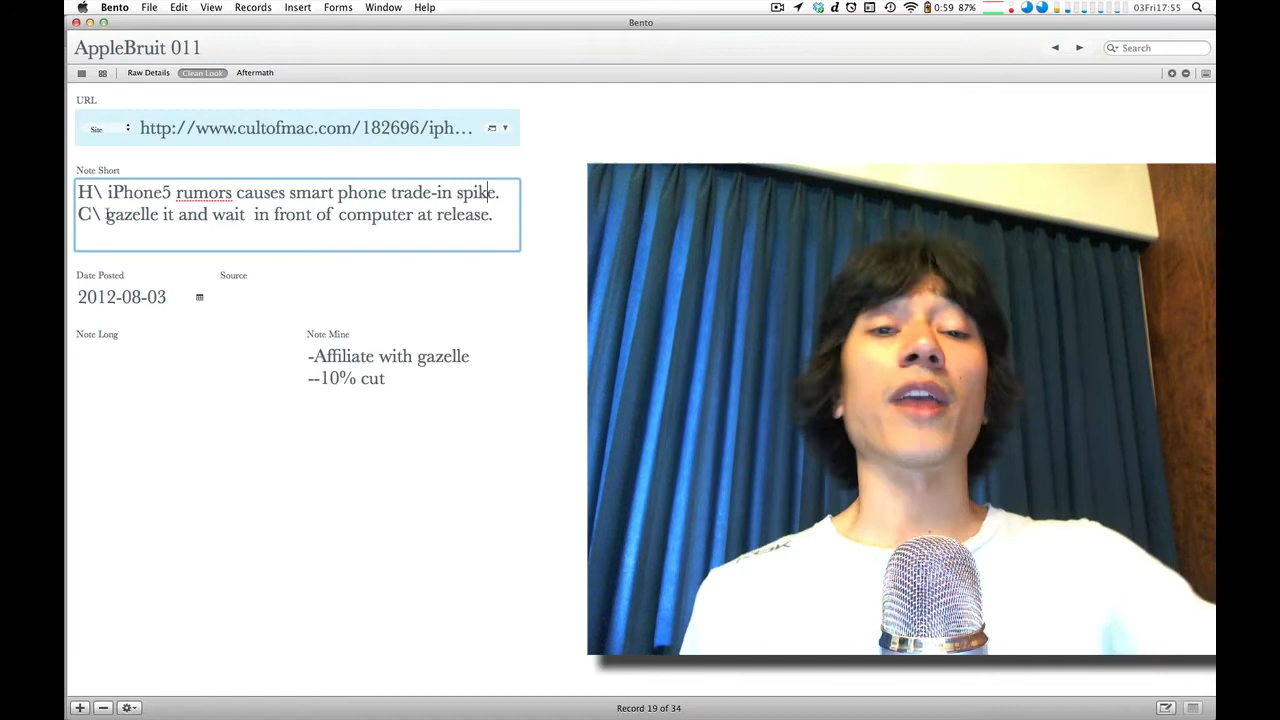 Bento File Edit View Records Insert Forms Window Help 0:59 87% 03Fri17:55
Bento
AppleBruit 011
Search
Raw Details Clean Look Aftermath
URL
Site http://www.cultofmac.com/182696/iph...
Note Short
H\ iPhone5 rumors causes smart phone trade-in spike.
C\ gazelle it and wait in front of computer at release.
Date Posted Source
2012-08-03
Note Long Note Mine
-Affiliate with gazelle
--10% cut
Record 19 of 34